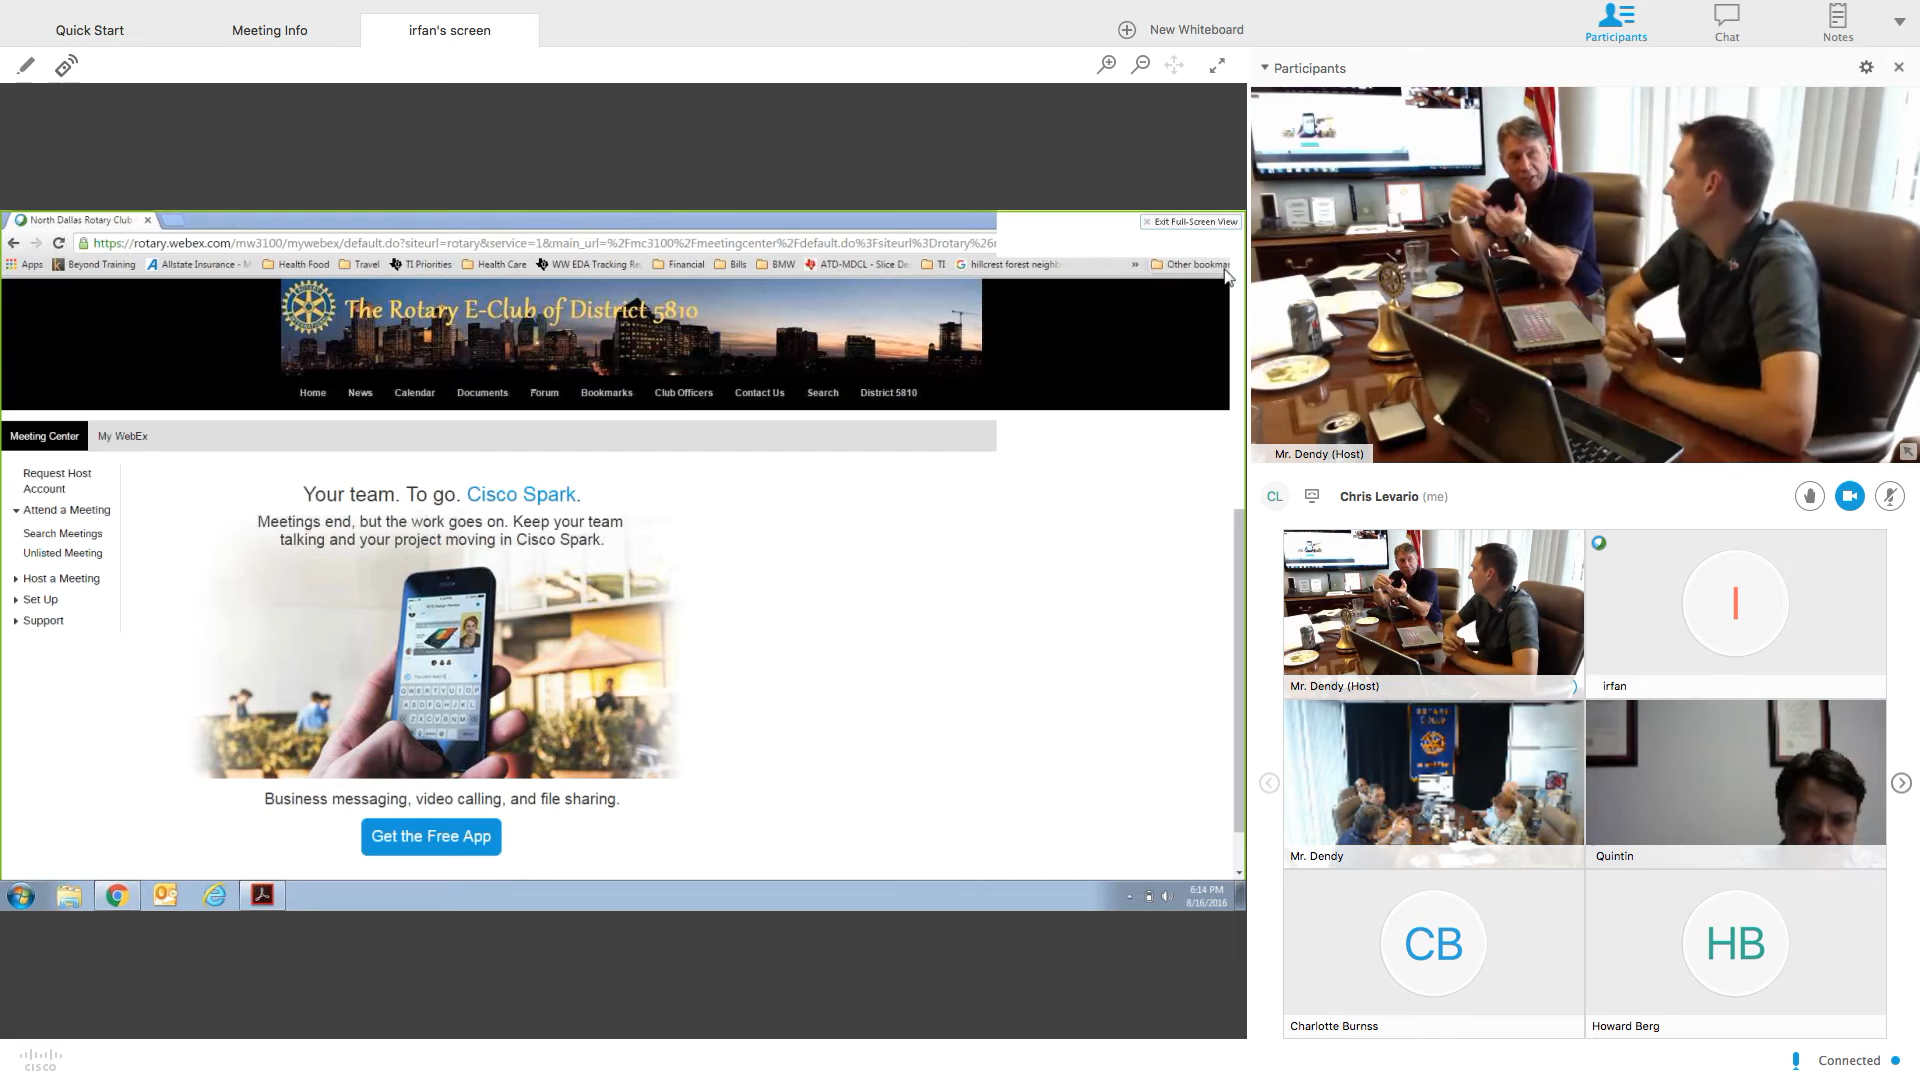 Quick Start
Meeting Info
irfan's screen
New Whiteboard
Participants
Chat
Notes
Participants
North Dallas Rotary Club
Exit Full-Screen View
https://rotary.webex.com/mw3100/mywebex/default.do?siteurl=rotary&service=1&main_url=%2Fmc3100%2Fmeetingcenter%2Fdefault.do%3Fsiteurl%3Drotary%26r
Apps Beyond Training Allstate Insurance - M Health Food Travel TI Priorities Health Care WW EDA Tracking Re Financial Bills BMW ATD-MDCL - Slice De TI hillcrest forest neighb » Other bookmar
The Rotary E-Club of District 5810
Home News Calendar Documents Forum Bookmarks Club Officers Contact Us Search District 5810
Meeting Center My WebEx
Request Host
Account
Attend a Meeting
Search Meetings
Unlisted Meeting
Host a Meeting
Set Up
Support
Your team. To go. Cisco Spark.
Meetings end, but the work goes on. Keep your team
talking and your project moving in Cisco Spark.
Business messaging, video calling, and file sharing.
Get the Free App
6:14 PM
8/16/2016
CISCO
Mr. Dendy (Host)
CL Chris Levario (me)
Mr. Dendy (Host)
I
irfan
Mr. Dendy
Quintin
CB
Charlotte Burnss
HB
Howard Berg
Connected